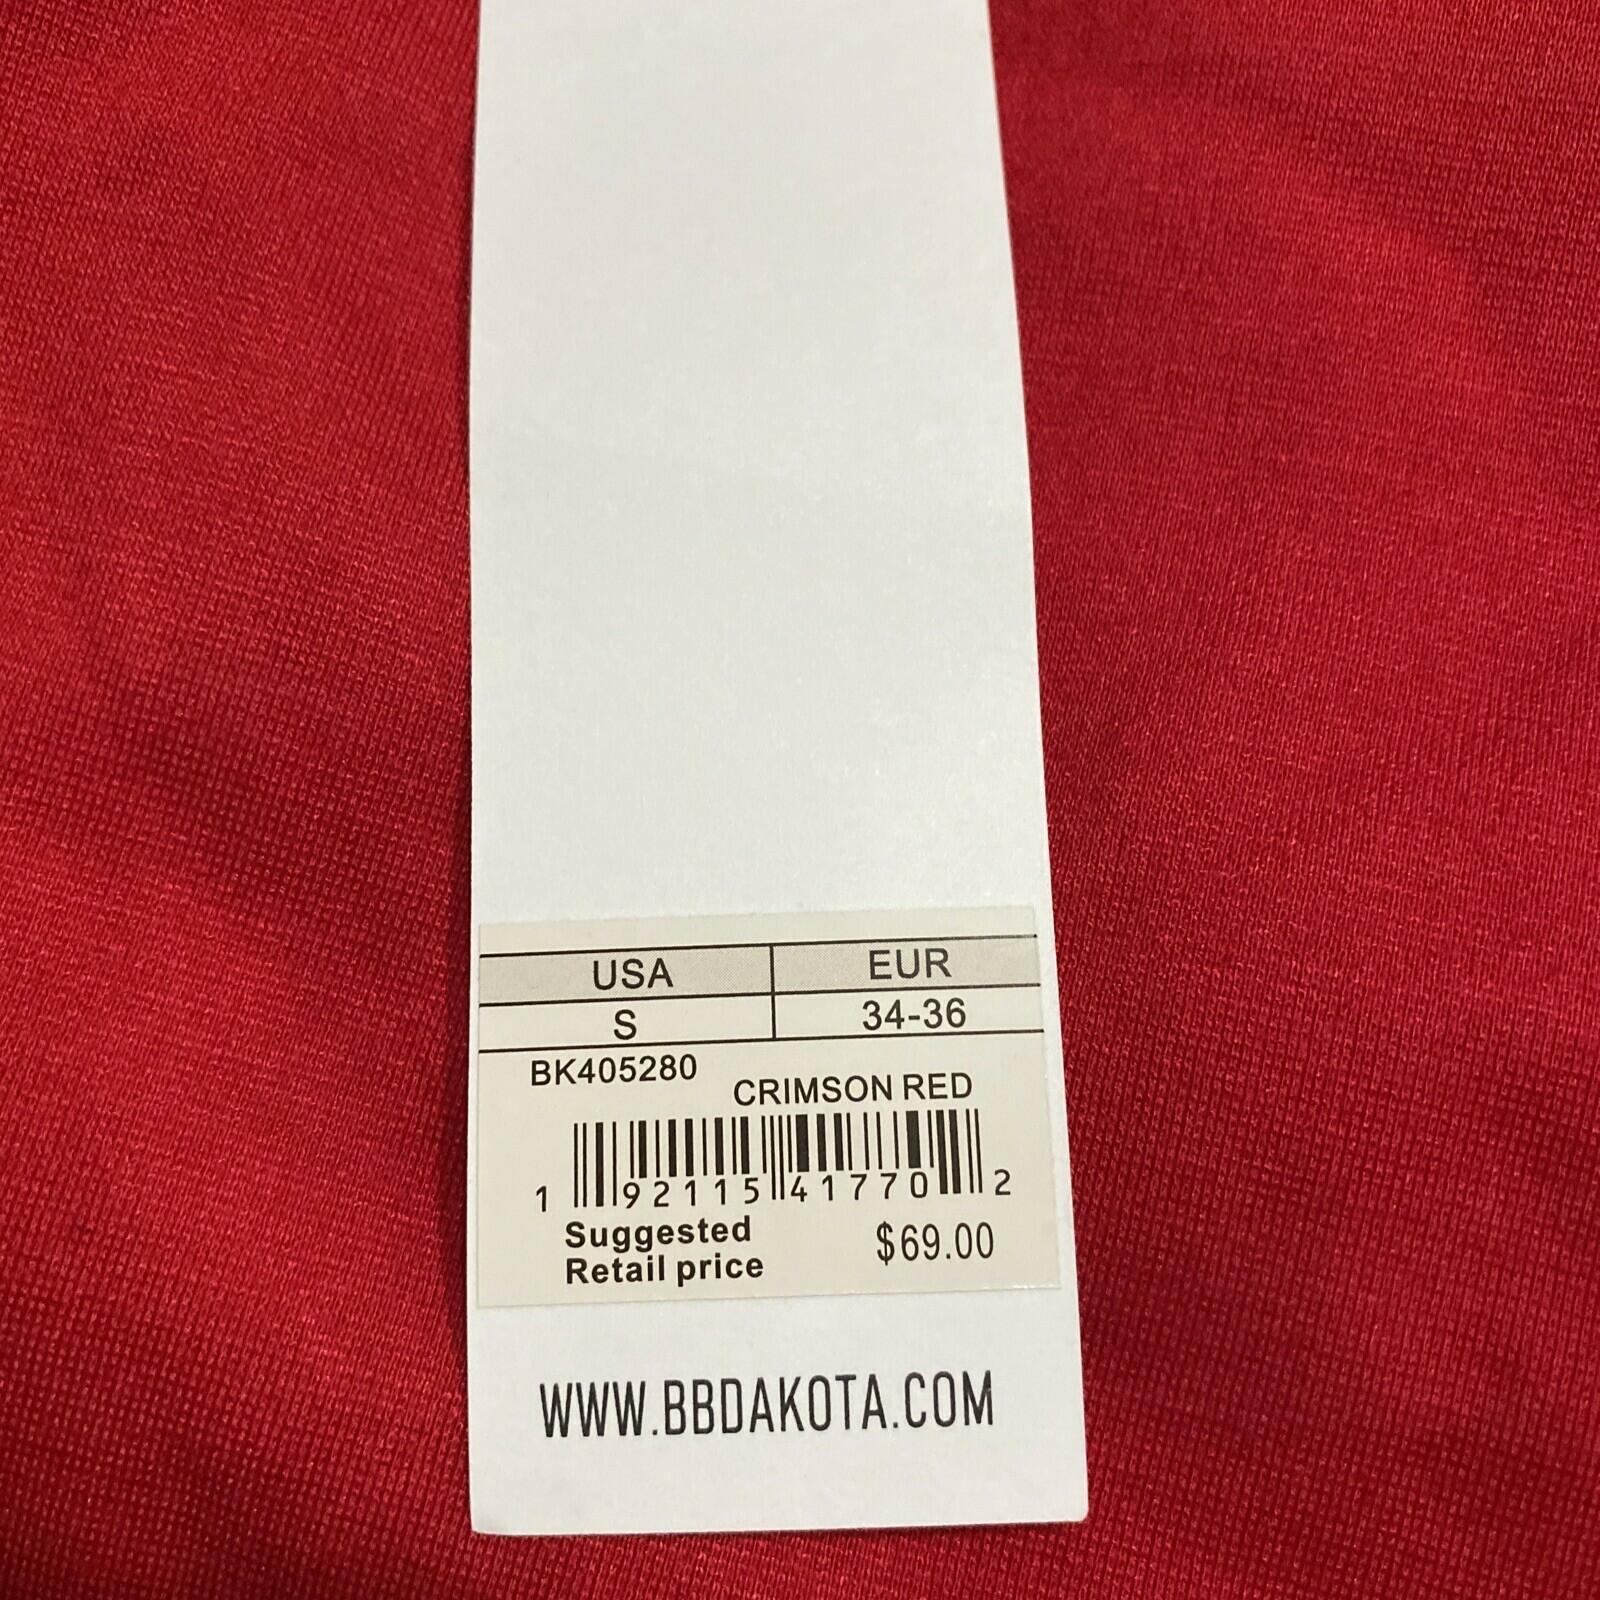 USA EUR
S 34-36
BK405280
CRIMSON RED
1 92115 41770 2
Suggested
Retail price $69.00
WWW.BBDAKOTA.COM